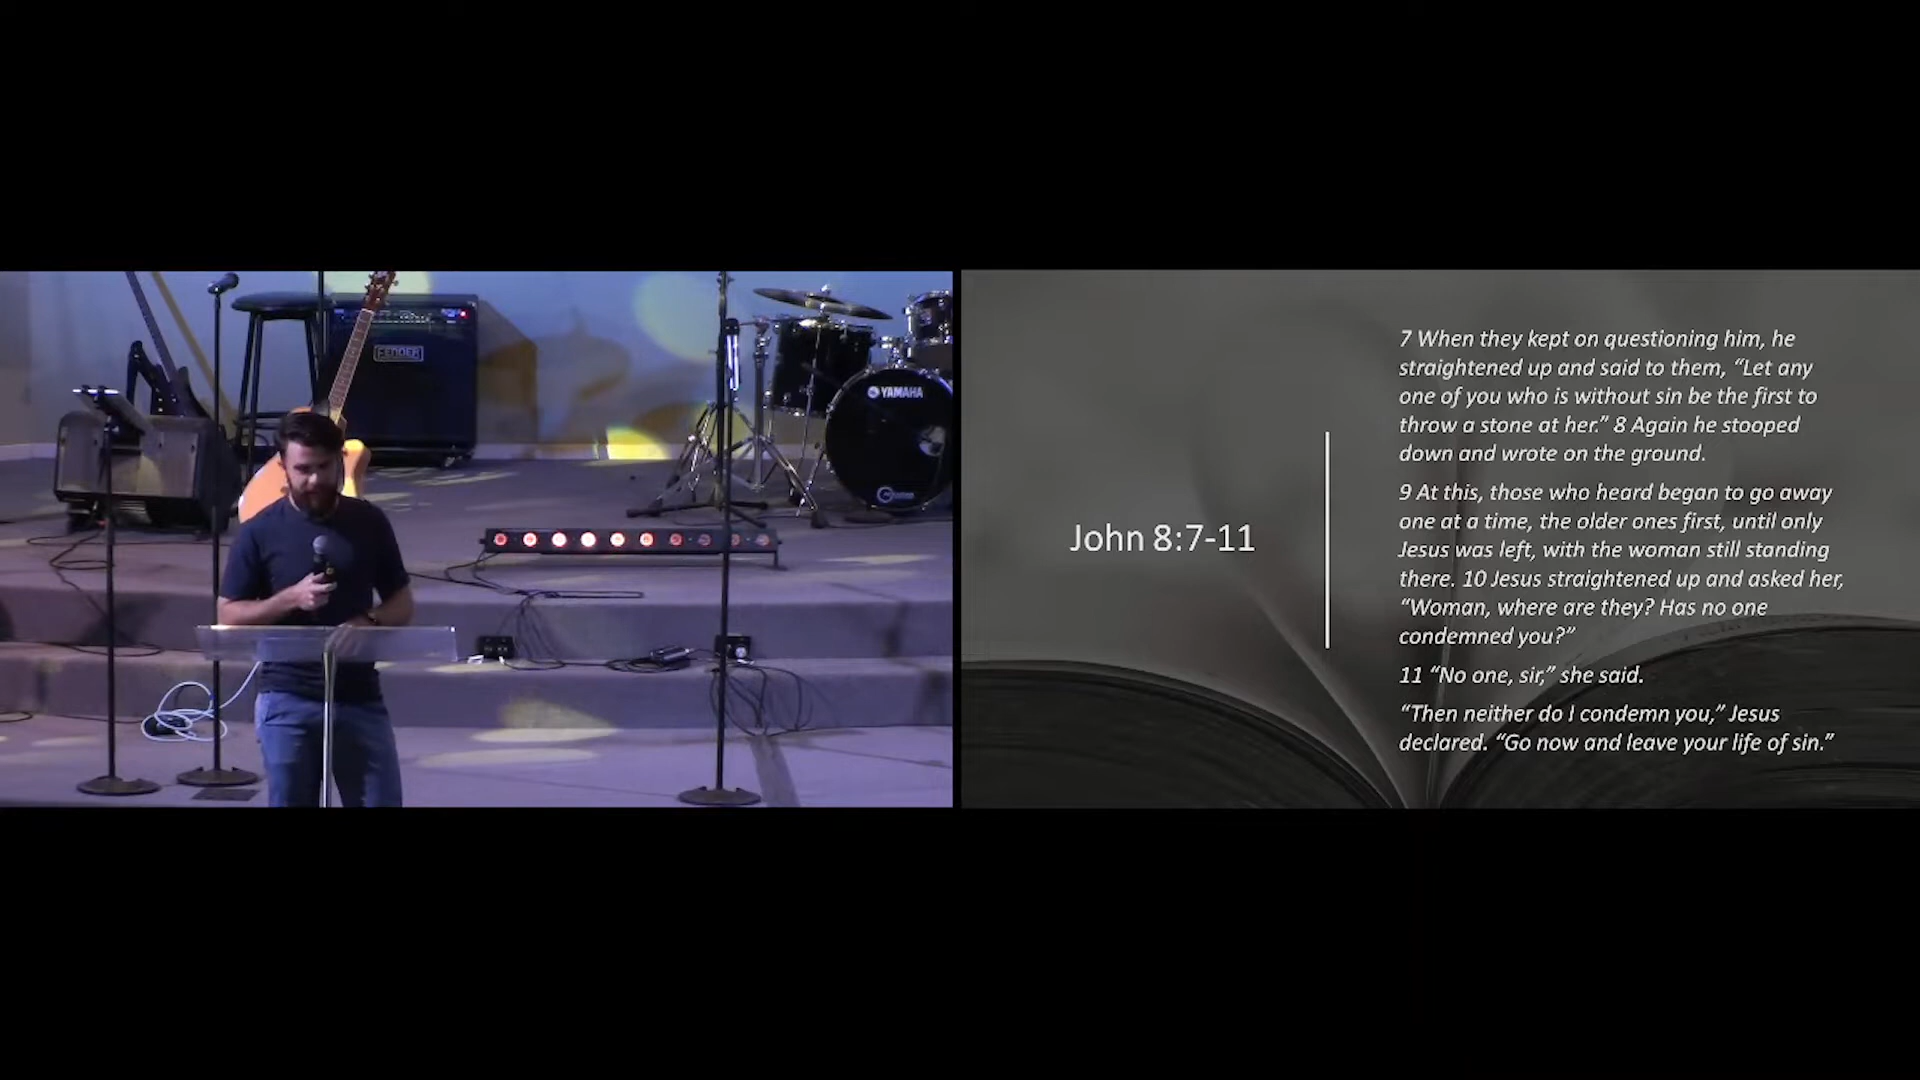 FENDER
YAMAHA
John 8:7-11
7 When they kept on questioning him, he
straightened up and said to them, “Let any
one of you who is without sin be the first to
throw a stone at her.” 8 Again he stooped
down and wrote on the ground.
9 At this, those who heard began to go away
one at a time, the older ones first, until only
Jesus was left, with the woman still standing
there. 10 Jesus straightened up and asked her,
“Woman, where are they? Has no one
condemned you?”
11 “No one, sir,” she said.
“Then neither do I condemn you,” Jesus
declared. “Go now and leave your life of sin.”